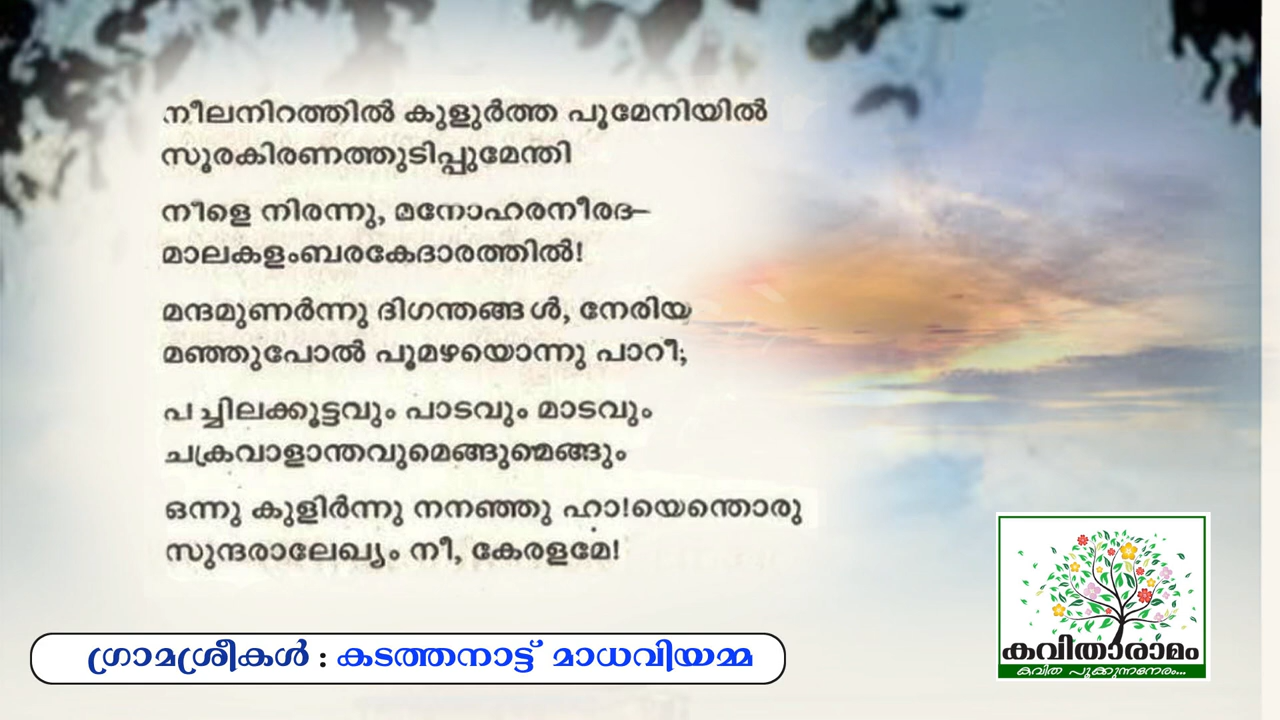 നീലനിറത്തിൽ കുളുർത്ത പൂമേനിയിൽ
സൂരകിരണത്തുടിപ്പുമേന്തി
നീളെ നിരന്നു, മനോഹരനീരദ–
മാലകളംബരകേദാരത്തിൽ!
മന്ദമുണർന്നു ദിഗന്തങ്ങൾ, നേരിയ
മഞ്ഞുപോൽ പൂമഴയൊന്നു പാറീ;
പച്ചിലക്കൂട്ടവും പാടവും മാടവും
ചക്രവാളാന്തവുമെങ്ങുമെങ്ങും
ഒന്നു കുളിർന്നു നനഞ്ഞു ഹാ!യെന്തൊരു
സുന്ദരാലേഖ്യം നീ, കേരളമേ!
ഗ്രാമശ്രീകൾ : കടത്തനാട്ട് മാധവിയമ്മ
കവിതാരാമം
കവിത പൂക്കുന്നനേരം...